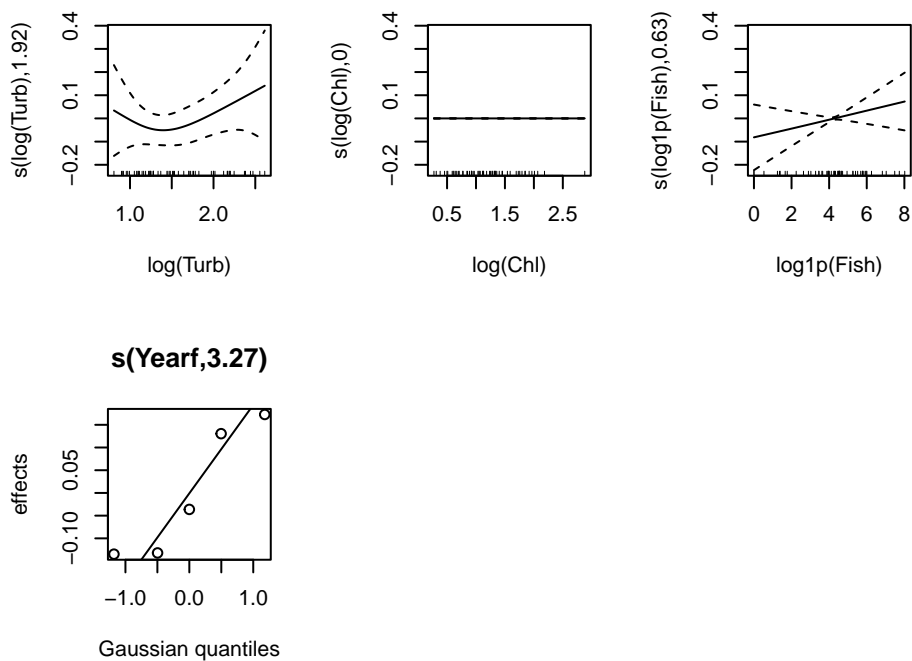 s(log(Turb),1.92)
−0.2 0.1 0.4
1.0 2.0
log(Turb)
s(log(Chl),0)
−0.2 0.1 0.4
0.5 1.5 2.5
log(Chl)
s(log1p(Fish),0.63)
−0.2 0.1 0.4
0 2 4 6 8
log1p(Fish)
s(Yearf,3.27)
effects
−0.10 0.05
−1.0 0.0 1.0
Gaussian quantiles